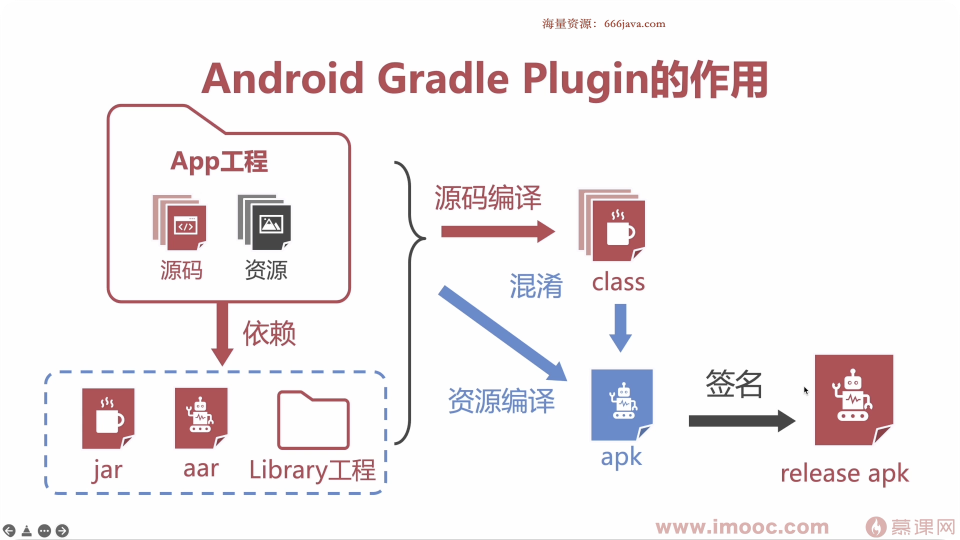 海量资源：666java.com
Android Gradle Plugin的作用
App工程
源码
资源
依赖
jar
aar
Library工程
源码编译
class
混淆
资源编译
apk
签名
release apk
www.imooc.com
慕课网